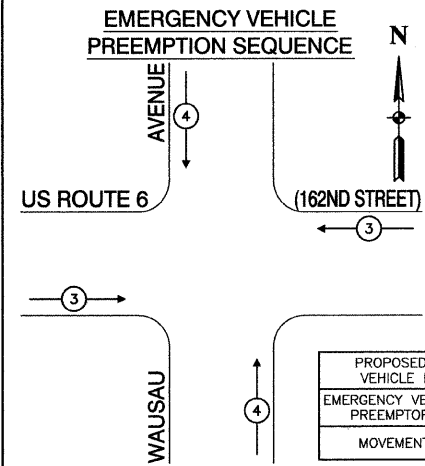 EMERGENCY VEHICLE
PREEMPTION SEQUENCE
N
AVENUE
4
US ROUTE 6
(162ND STREET)
3
3
4
WAUSAU
PROPOSED
VEHICLE
EMERGENCY
PREEMPTOR
MOVEMENT